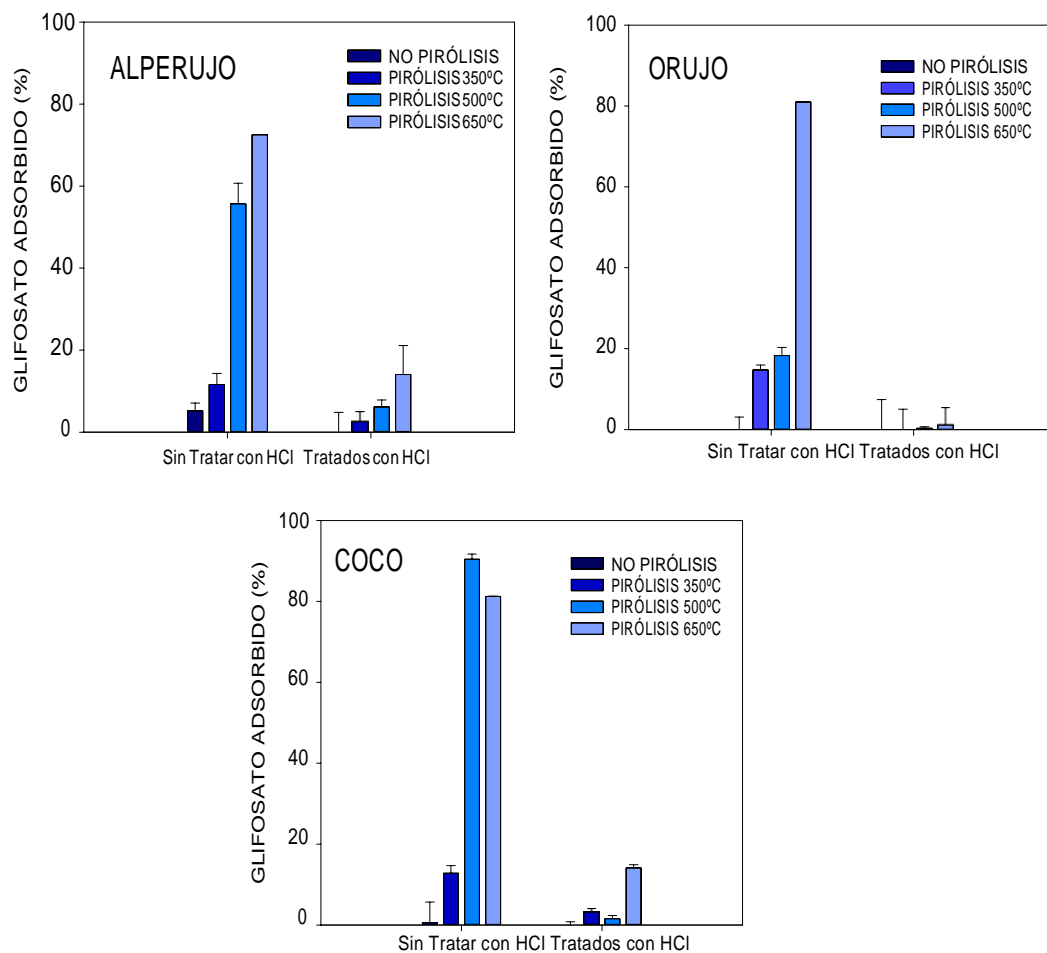 ALPERUJO
GLIFOSATO ADSORBIDO (%)
100
80
60
40
20
0
NO PIRÓLISIS
PIRÓLISIS 350ºC
PIRÓLISIS 500ºC
PIRÓLISIS 650ºC
Sin Tratar con HCl Tratados con HCl
ORUJO
GLIFOSATO ADSORBIDO (%)
100
80
60
40
20
0
NO PIRÓLISIS
PIRÓLISIS 350ºC
PIRÓLISIS 500ºC
PIRÓLISIS 650ºC
Sin Tratar con HCl Tratados con HCl
COCO
GLIFOSATO ADSORBIDO (%)
100
80
60
40
20
0
NO PIRÓLISIS
PIRÓLISIS 350ºC
PIRÓLISIS 500ºC
PIRÓLISIS 650ºC
Sin Tratar con HCl Tratados con HCl